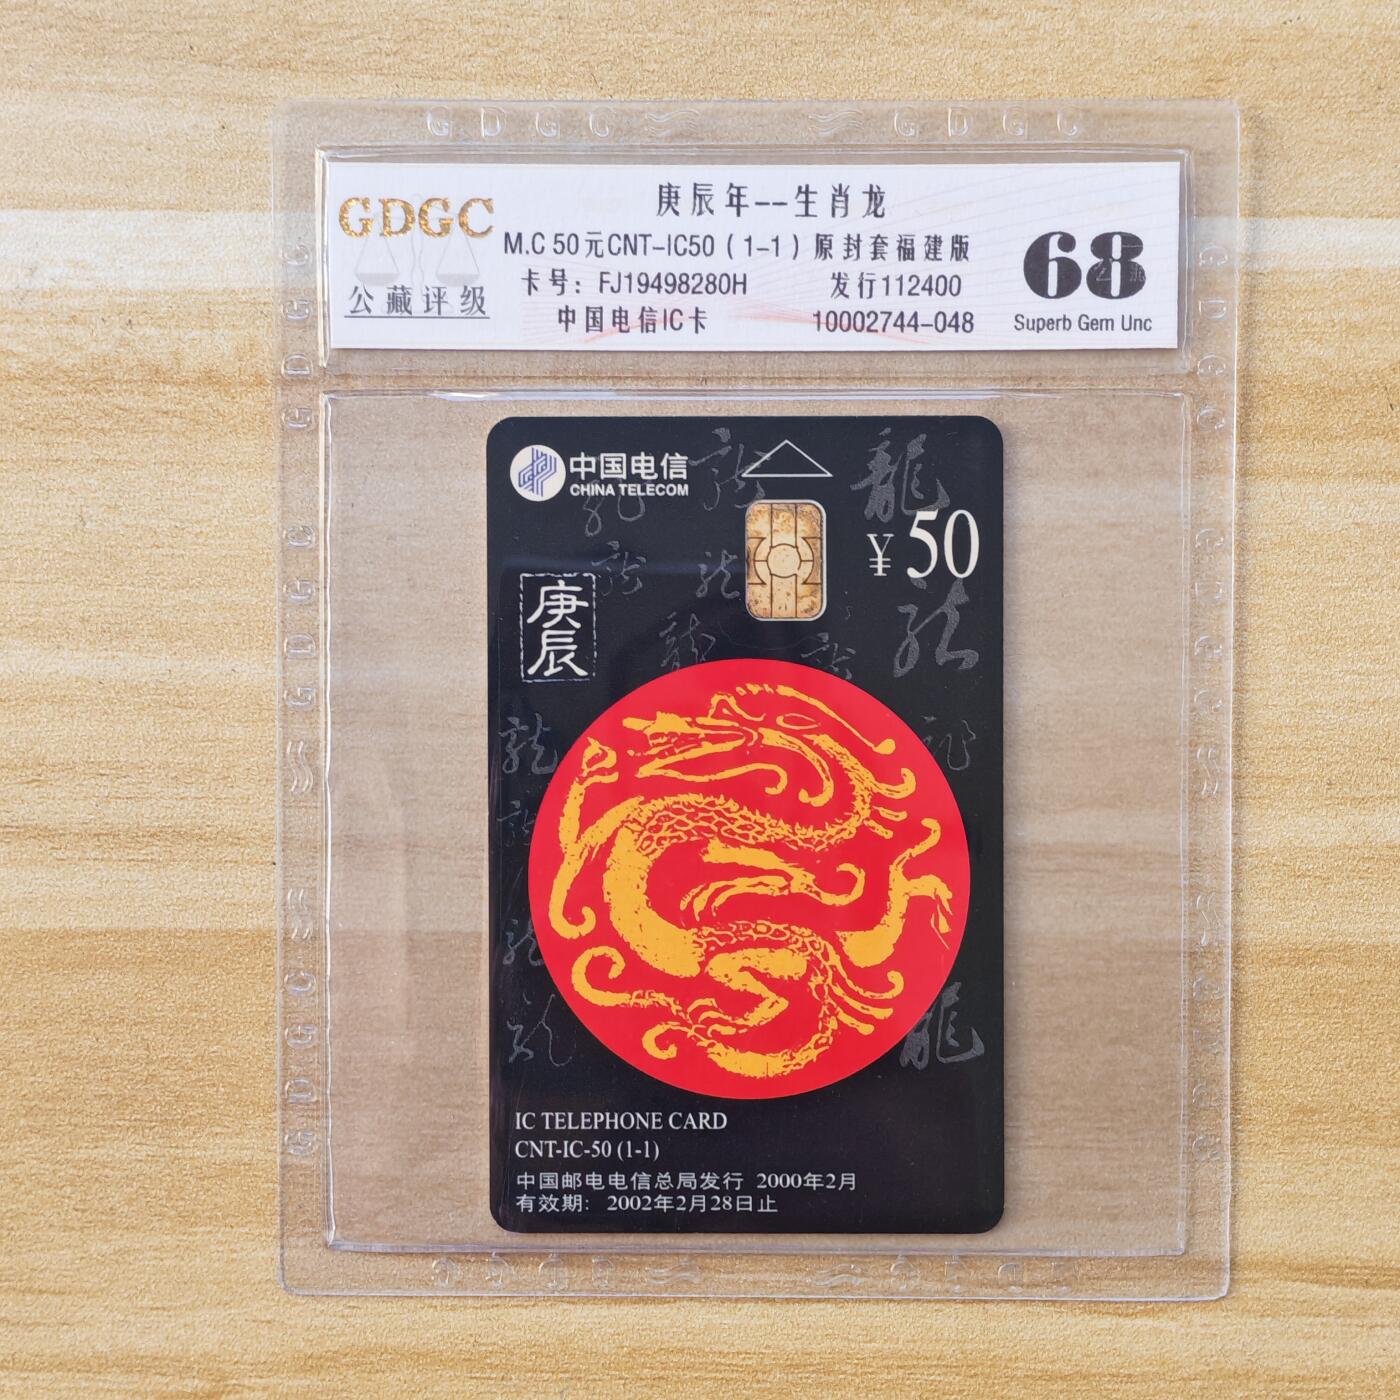 GDGC
GDGC
GDGC
公藏评级
庚辰年--生肖龙
M.C 50元CNT-IC50（1-1）原封套福建版
卡号：FJ19498280H 发行112400
中国电信IC卡 10002744-048
68
Superb Gem Unc
中国电信
CHINA TELECOM
龍
¥50
庚辰
IC TELEPHONE CARD
CNT-IC-50 (1-1)
中国邮电电信总局发行 2000年2月
有效期: 2002年2月28日止